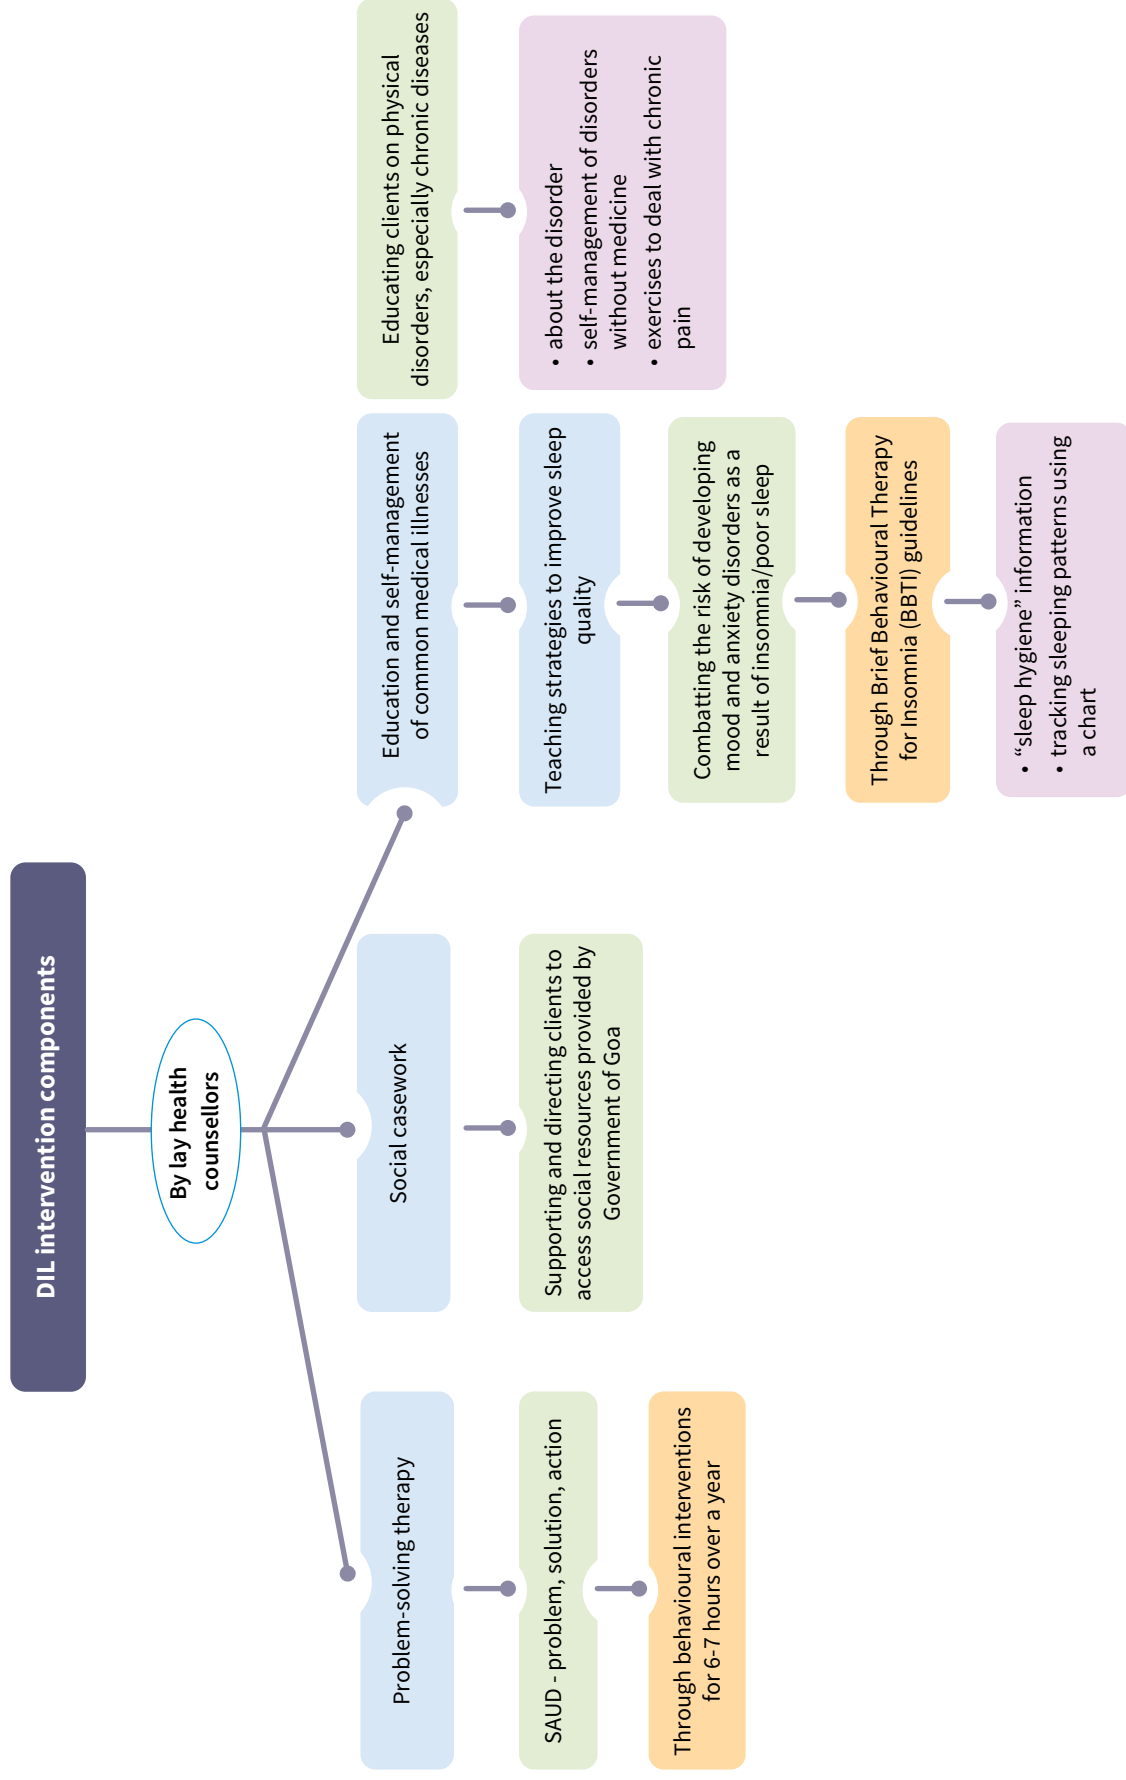 DIL intervention components
By lay health
counsellors
Problem-solving therapy
SAUD - problem, solution, action
Through behavioural interventions
for 6-7 hours over a year
Social casework
Supporting and directing clients to
access social resources provided by
Government of Goa
Education and self-management
of common medical illnesses
Teaching strategies to improve sleep
quality
Combatting the risk of developing
mood and anxiety disorders as a
result of insomnia/poor sleep
Through Brief Behavioural Therapy
for Insomnia (BBTI) guidelines
• “sleep hygiene” information
• tracking sleeping patterns using
a chart
Educating clients on physical
disorders, especially chronic diseases
• about the disorder
• self-management of disorders
without medicine
• exercises to deal with chronic
pain